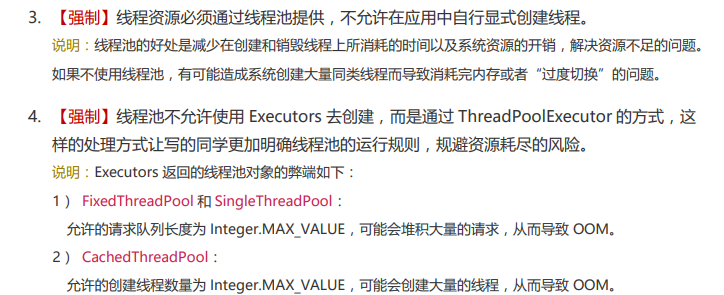 3. 【强制】线程资源必须通过线程池提供，不允许在应用中自行显式创建线程。
说明：线程池的好处是减少在创建和销毁线程上所消耗的时间以及系统资源的开销，解决资源不足的问题。
如果不使用线程池，有可能造成系统创建大量同类线程而导致消耗完内存或者“过度切换”的问题。
4. 【强制】线程池不允许使用 Executors 去创建，而是通过 ThreadPoolExecutor 的方式，这
样的处理方式让写的同学更加明确线程池的运行规则，规避资源耗尽的风险。
说明：Executors 返回的线程池对象的弊端如下：
1）FixedThreadPool 和 SingleThreadPool：
允许的请求队列长度为 Integer.MAX_VALUE，可能会堆积大量的请求，从而导致 OOM。
2）CachedThreadPool：
允许的创建线程数量为 Integer.MAX_VALUE，可能会创建大量的线程，从而导致 OOM。